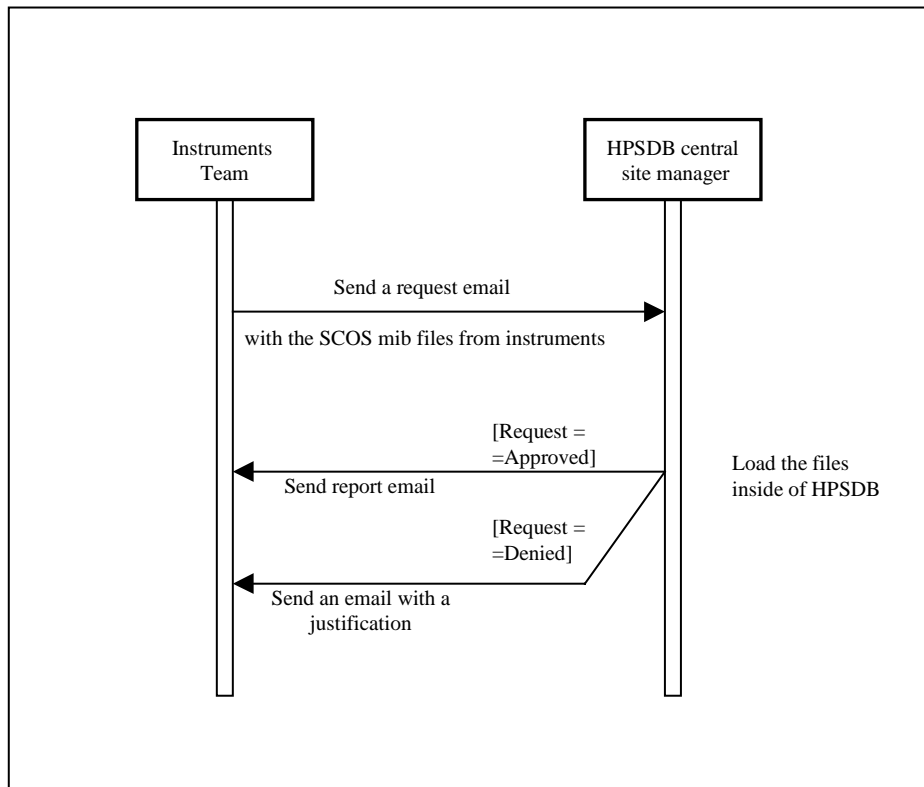 Instruments
Team
HPSDB central
site manager
Send a request email
with the SCOS mib files from instruments
[Request =
=Approved]
Send report email
Load the files
inside of HPSDB
[Request =
=Denied]
Send an email with a
justification